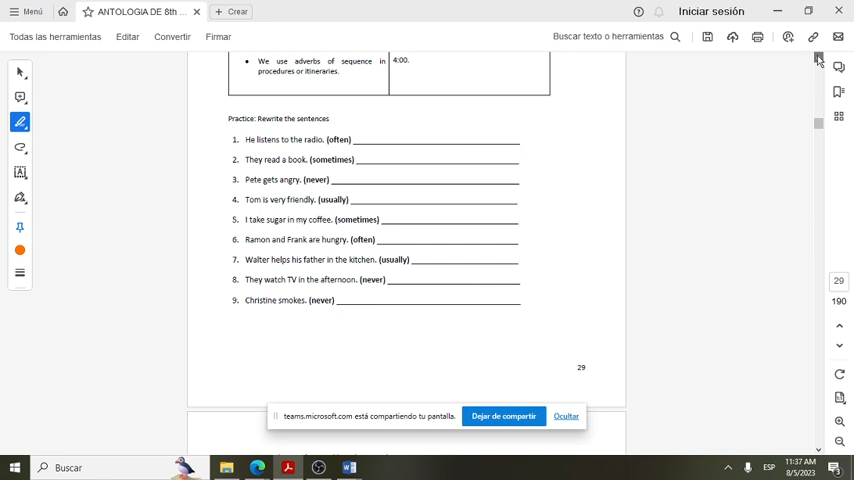 Menú
ANTOLOGIA DE 8th ...
Crear
Iniciar sesión
Todas las herramientas Editar Convertir Firmar
Buscar texto o herramientas
• We use adverbs of sequence in procedures or itineraries.
4:00.
Practice: Rewrite the sentences
1. He listens to the radio. (often)
2. They read a book. (sometimes)
3. Pete gets angry. (never)
4. Tom is very friendly. (usually)
5. I take sugar in my coffee. (sometimes)
6. Ramon and Frank are hungry. (often)
7. Walter helps his father in the kitchen. (usually)
8. They watch TV in the afternoon. (never)
9. Christine smokes. (never)
29
29
190
teams.microsoft.com está compartiendo tu pantalla. Dejar de compartir Ocultar
Buscar
ESP
11:37 AM
8/5/2023
3